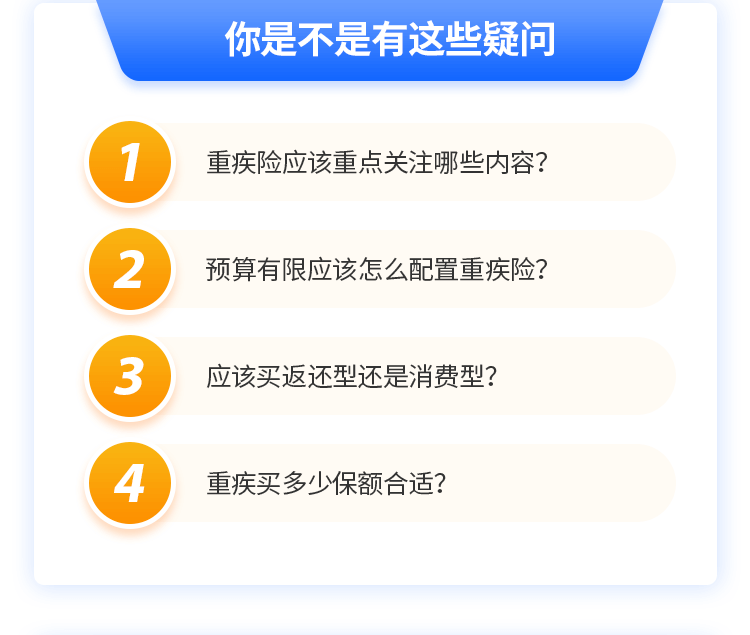 你是不是有这些疑问
1
重疾险应该重点关注哪些内容?
2
预算有限应该怎么配置重疾险?
3
应该买返还型还是消费型?
4
重疾买多少保额合适?